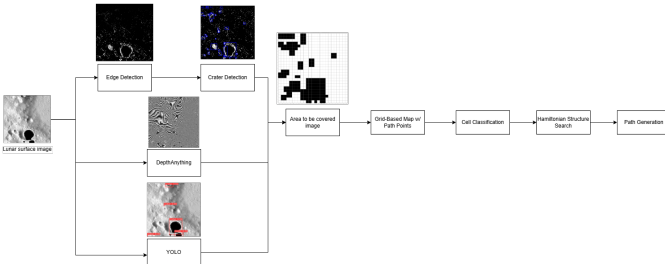 Edge Detection
Crater Detection
Lunar surface image
DepthAnything
YOLO
Area to be covered
image
Grid-Based Map w/
Path Points
Cell Classification
Hamiltonian Structure
Search
Path Generation